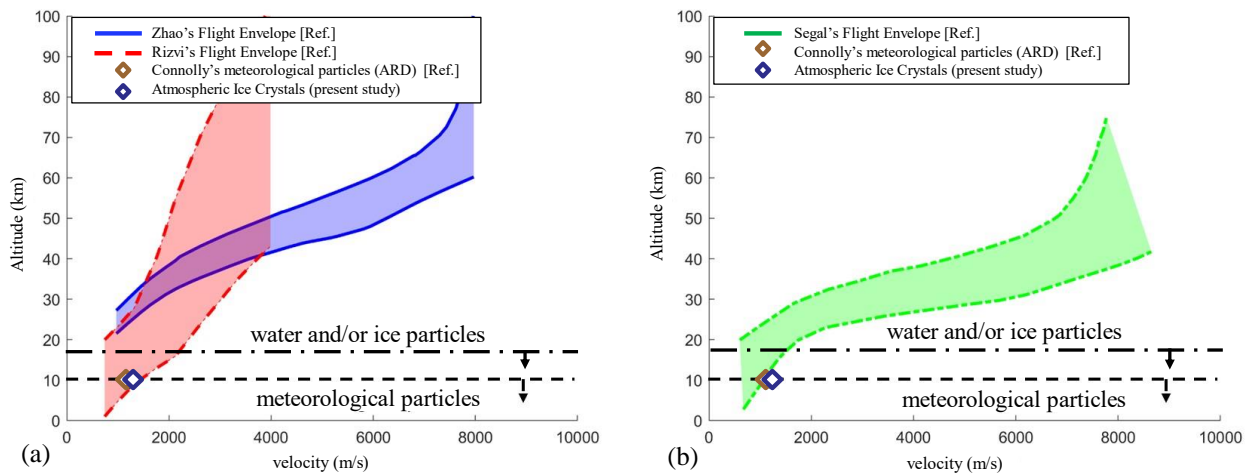 Zhao’s Flight Envelope [Ref.]
Rizvi’s Flight Envelope [Ref.]
Connolly’s meteorological particles (ARD) [Ref.]
Atmospheric Ice Crystals (present study)
100
90
80
70
60
50
40
30
20
10
0
Altitude (km)
water and/or ice particles
meteorological particles
0
2000
4000
6000
8000
10000
velocity (m/s)
(a)
Segal’s Flight Envelope [Ref.]
Connolly’s meteorological particles (ARD) [Ref.]
Atmospheric Ice Crystals (present study)
100
90
80
70
60
50
40
30
20
10
0
Altitude (km)
water and/or ice particles
meteorological particles
0
2000
4000
6000
8000
10000
velocity (m/s)
(b)